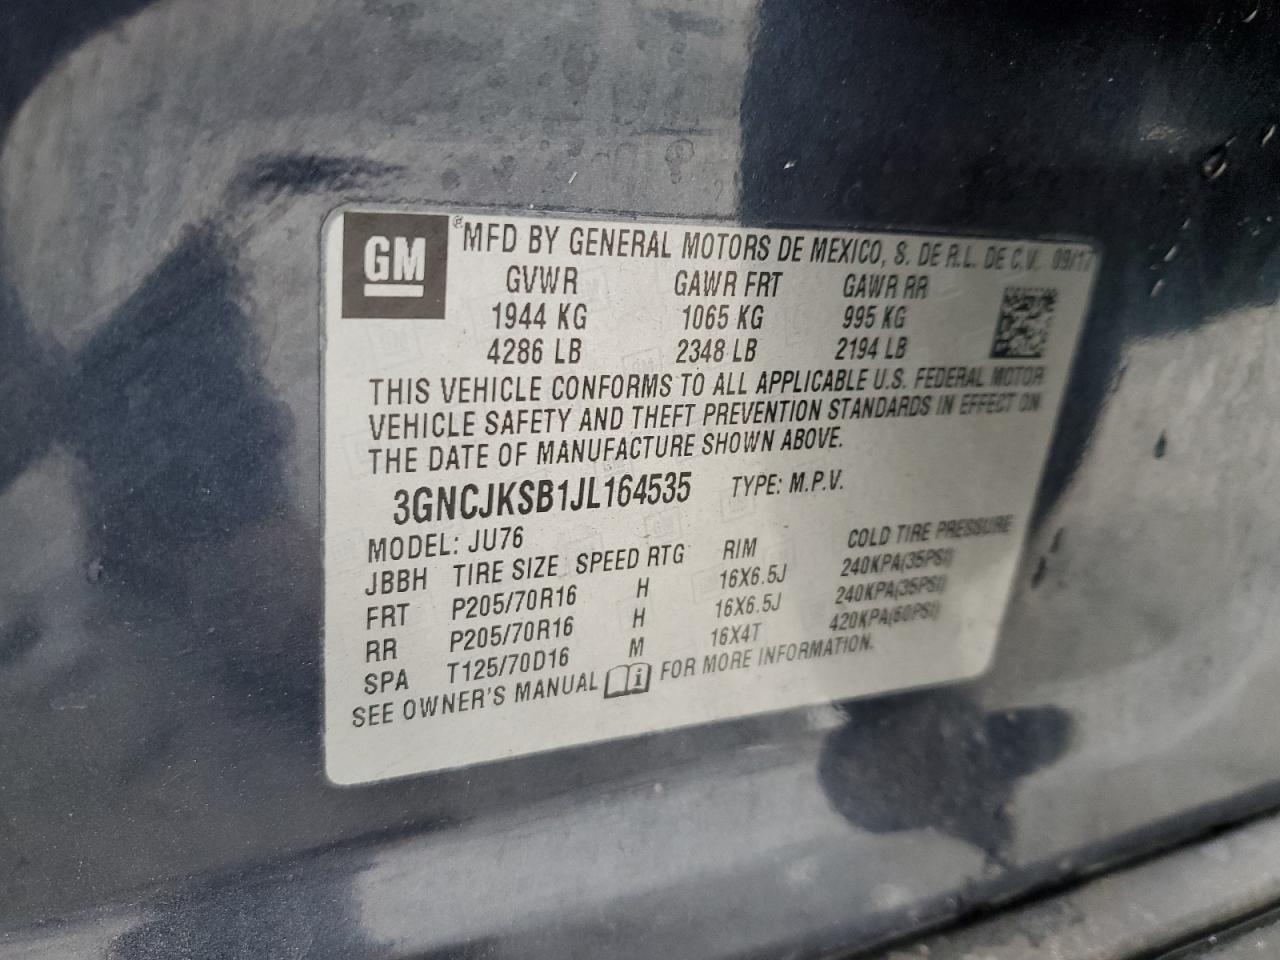 GM ® MFD BY GENERAL MOTORS DE MEXICO, S. DE R.L. DE C.V. 09/17
GVWR GAWR FRT GAWR RR
1944 KG 1065 KG 995 KG
4286 LB 2348 LB 2194 LB
THIS VEHICLE CONFORMS TO ALL APPLICABLE U.S. FEDERAL MOTOR
VEHICLE SAFETY AND THEFT PREVENTION STANDARDS IN EFFECT ON
THE DATE OF MANUFACTURE SHOWN ABOVE.
3GNCJKSB1JL164535 TYPE: M.P.V.
MODEL: JU76
JBBH TIRE SIZE SPEED RTG RIM COLD TIRE PRESSURE
FRT P205/70R16 H 16X6.5J 240KPA(35PSI)
RR P205/70R16 H 16X6.5J 240KPA(35PSI)
SPA T125/70D16 M 16X4T 420KPA(60PSI)
SEE OWNER'S MANUAL i FOR MORE INFORMATION.